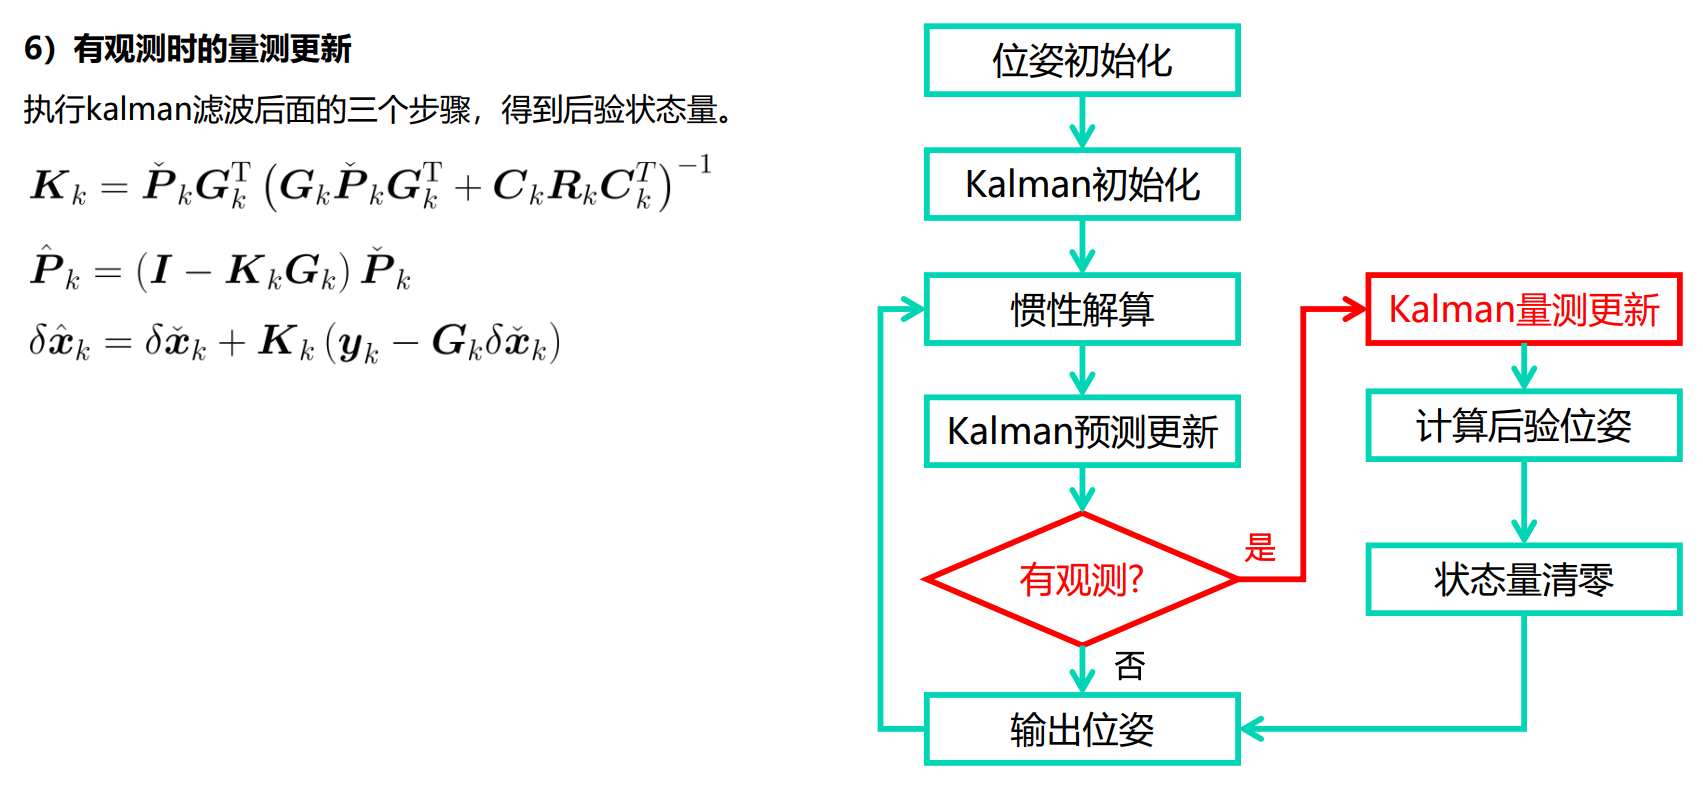 6）有观测时的量测更新
执行kalman滤波后面的三个步骤，得到后验状态量。
$\boldsymbol{K}_k = \check{\boldsymbol{P}}_k \boldsymbol{G}_k^{\mathrm{T}} \left( \boldsymbol{G}_k \check{\boldsymbol{P}}_k \boldsymbol{G}_k^{\mathrm{T}} + \boldsymbol{C}_k \boldsymbol{R}_k \boldsymbol{C}_k^T \right)^{-1}$
$\hat{\boldsymbol{P}}_k = \left( \boldsymbol{I} - \boldsymbol{K}_k \boldsymbol{G}_k \right) \check{\boldsymbol{P}}_k$
$\delta \hat{\boldsymbol{x}}_k = \delta \check{\boldsymbol{x}}_k + \boldsymbol{K}_k \left( \boldsymbol{y}_k - \boldsymbol{G}_k \delta \check{\boldsymbol{x}}_k \right)$
位姿初始化
Kalman初始化
惯性解算
Kalman预测更新
有观测?
是
否
输出位姿
Kalman量测更新
计算后验位姿
状态量清零